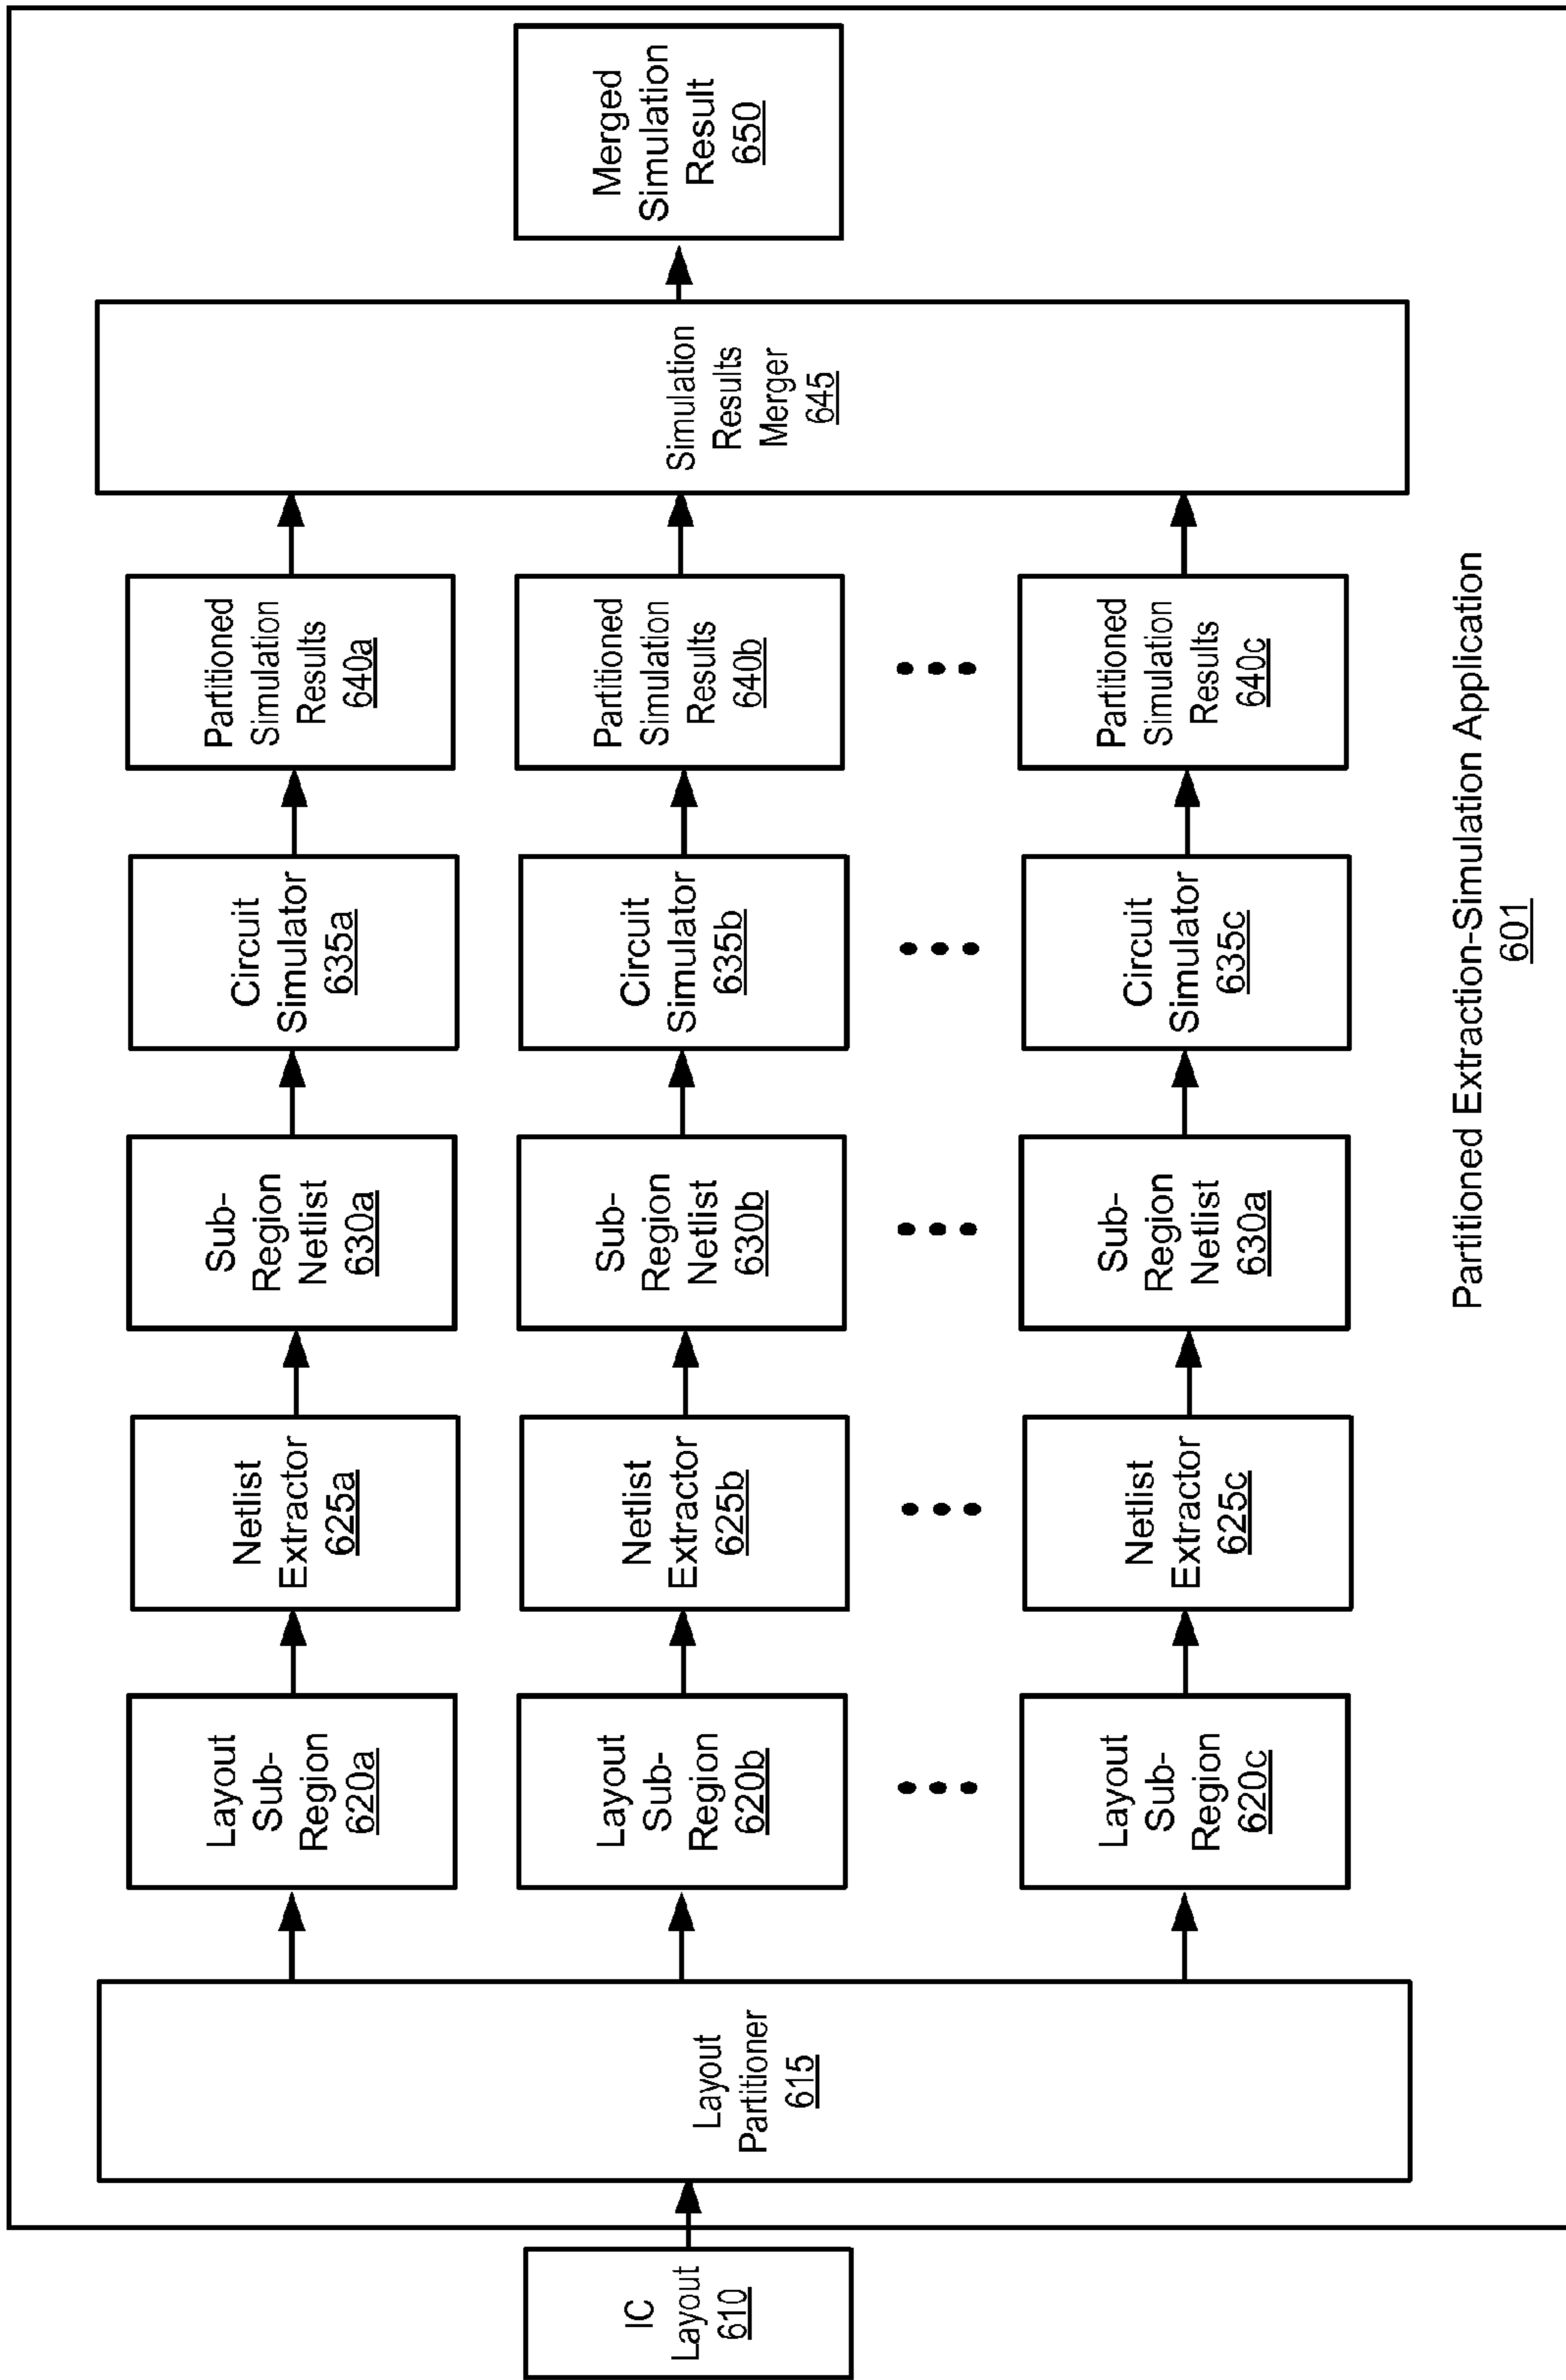 IC
Layout
610
Layout
Partitioner
615
Layout
Sub-
Region
620a
Netlist
Extractor
625a
Sub-
Region
Netlist
630a
Circuit
Simulator
635a
Partitioned
Simulation
Results
640a
Layout
Sub-
Region
620b
Netlist
Extractor
625b
Sub-
Region
Netlist
630b
Circuit
Simulator
635b
Partitioned
Simulation
Results
640b
Layout
Sub-
Region
620c
Netlist
Extractor
625c
Sub-
Region
Netlist
630a
Circuit
Simulator
635c
Partitioned
Simulation
Results
640c
Simulation
Results
Merger
645
Merged
Simulation
Result
650
Partitioned Extraction-Simulation Application
601